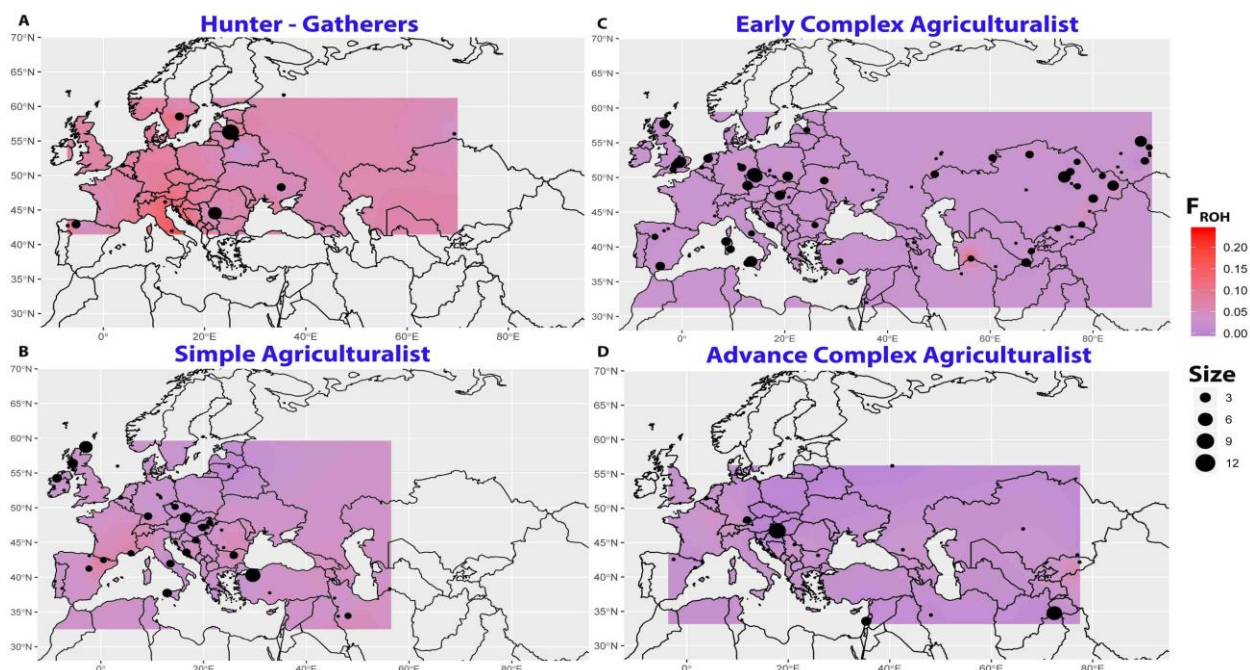 A
Hunter - Gatherers
70°N
65°N
60°N
55°N
50°N
45°N
40°N
35°N
30°N
0°
20°E
40°E
60°E
80°E
C
Early Complex Agriculturalist
70°N
65°N
60°N
55°N
50°N
45°N
40°N
35°N
30°N
0°
20°E
40°E
60°E
80°E
B
Simple Agriculturalist
70°N
65°N
60°N
55°N
50°N
45°N
40°N
35°N
30°N
0°
20°E
40°E
60°E
80°E
D
Advance Complex Agriculturalist
70°N
65°N
60°N
55°N
50°N
45°N
40°N
35°N
30°N
0°
20°E
40°E
60°E
80°E
FROH
0.20
0.15
0.10
0.05
0.00
Size
3
6
9
12